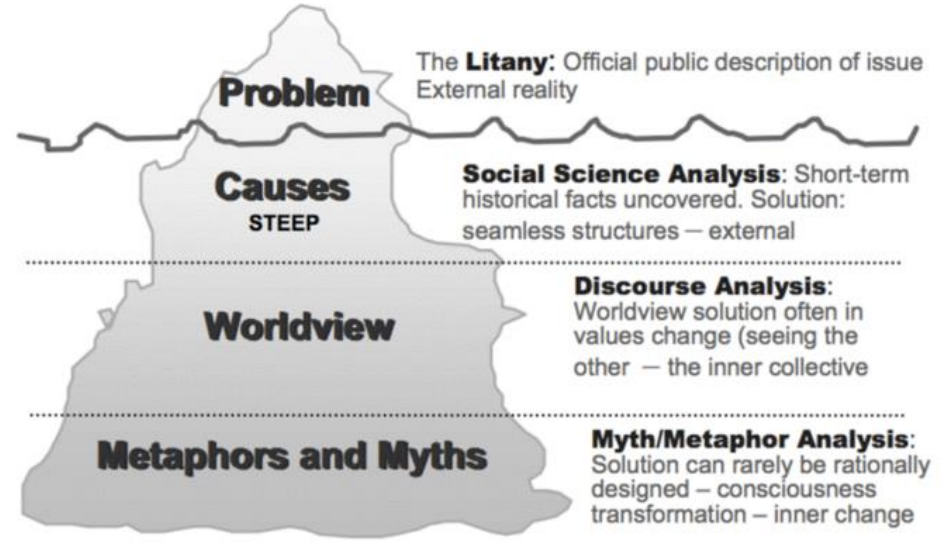 Problem
The Litany: Official public description of issue
External reality
Causes
STEEP
Social Science Analysis: Short-term
historical facts uncovered. Solution:
seamless structures – external
Worldview
Discourse Analysis:
Worldview solution often in
values change (seeing the
other – the inner collective
Metaphors and Myths
Myth/Metaphor Analysis:
Solution can rarely be rationally
designed – consciousness
transformation – inner change